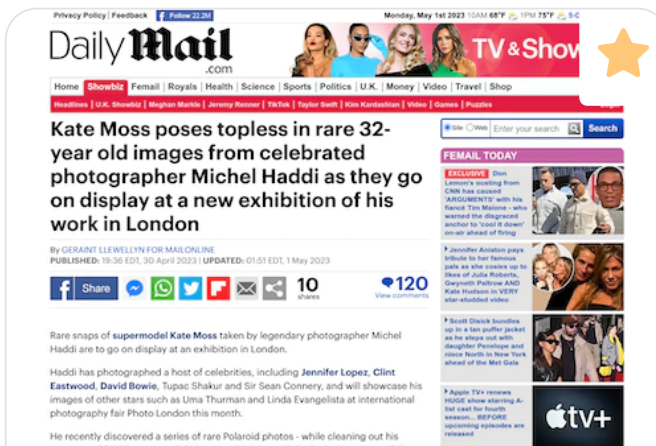 Privacy Policy | Feedback
Follow 22.2M
Monday, May 1st 2023 10AM 68°F 1PM 75°F
Daily Mail
.com
TV & Show
Home Showbiz Femail Royals Health Science Sports Politics U.K. Money Video Travel Shop
Headlines | U.K. Showbiz | Meghan Markle | Jeremy Renner | TikTok | Taylor Swift | Kim Kardashian | Video | Games | Puzzles
Kate Moss poses topless in rare 32-
year old images from celebrated
photographer Michel Haddi as they go
on display at a new exhibition of his
work in London
By GERAINT LLEWELLYN FOR MAILONLINE
PUBLISHED: 19:36 EDT, 30 April 2023 | UPDATED: 01:51 EDT, 1 May 2023
Share
10
shares
120
View comments
Rare snaps of supermodel Kate Moss taken by legendary photographer Michel
Haddi are to go on display at an exhibition in London.
Haddi has photographed a host of celebrities, including Jennifer Lopez, Clint
Eastwood, David Bowie, Tupac Shakur and Sir Sean Connery, and will showcase his
images of other stars such as Uma Thurman and Linda Evangelista at international
photography fair Photo London this month.
He recently discovered a series of rare Polaroid photos - while cleaning out his
Site Web Enter your search Search
FEMAIL TODAY
EXCLUSIVE Don
Lemon's ousting from
CNN has caused
'ARGUMENTS' with his
fiancé Tim Malone - who
warned the disgraced
anchor to 'cool it down'
on-air ahead of firing
Jennifer Aniston pays
tribute to her famous
pals as she cosies up to
likes of Julia Roberts,
Gwyneth Paltrow AND
Kate Hudson in VERY
star-studded video
Scott Disick bundles
up in a tan puffer jacket
as he steps out with
daughter Penelope and
niece North in New York
ahead of the Met Gala
Apple TV+ renews
HUGE show starring A-
list cast for fourth
season... BEFORE
upcoming episodes are
released
tv+